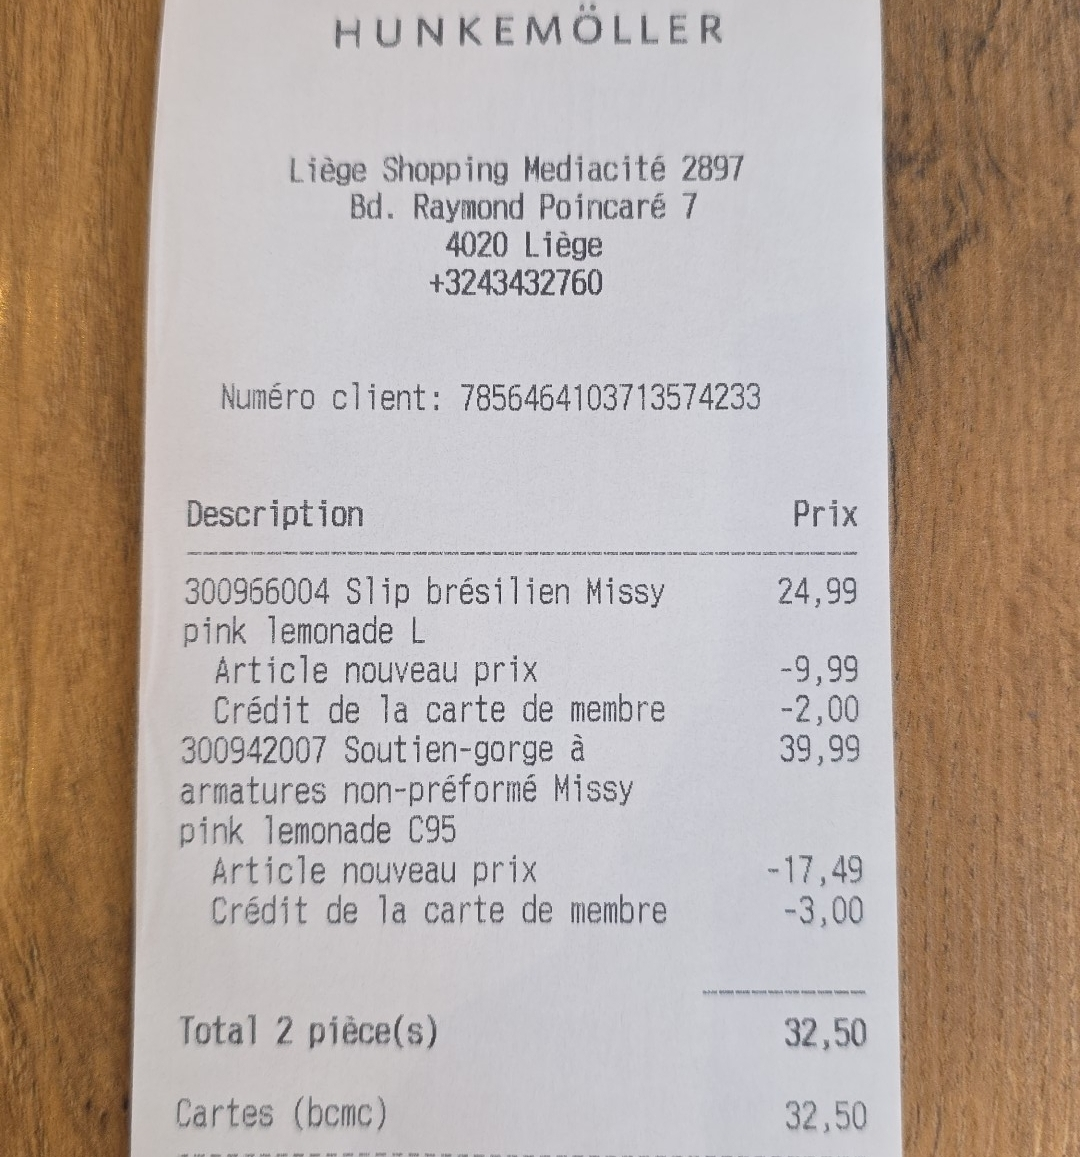 HUNKEMÖLLER
Liège Shopping Mediacité 2897
Bd. Raymond Poincaré 7
4020 Liège
+3243432760
Numéro client: 7856464103713574233
Description Prix
300966004 Slip brésilien Missy 24,99
pink lemonade L
Article nouveau prix -9,99
Crédit de la carte de membre -2,00
300942007 Soutien-gorge à 39,99
armatures non-préformé Missy
pink lemonade C95
Article nouveau prix -17,49
Crédit de la carte de membre -3,00
Total 2 pièce(s) 32,50
Cartes (bcmc) 32,50